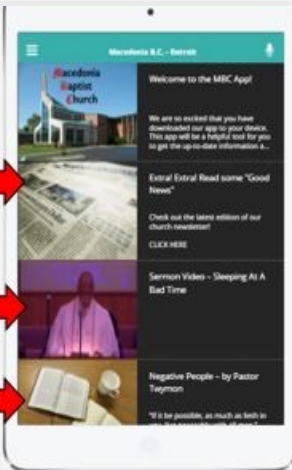 Macedonia B.C. - Detroit
Macedonia
Baptist
Church
Welcome to the MBC App!
We are so excited that you have
downloaded our app to your device.
This app will be a helpful tool for you
to get the up-to-date information a...
Extra! Extra! Read some "Good
News"
Check out the latest edition of our
church newsletter!
CLICK HERE
Sermon Video - Sleeping At A
Bad Time
Negative People - by Pastor
Twymon
"If it be possible, as much as lieth in